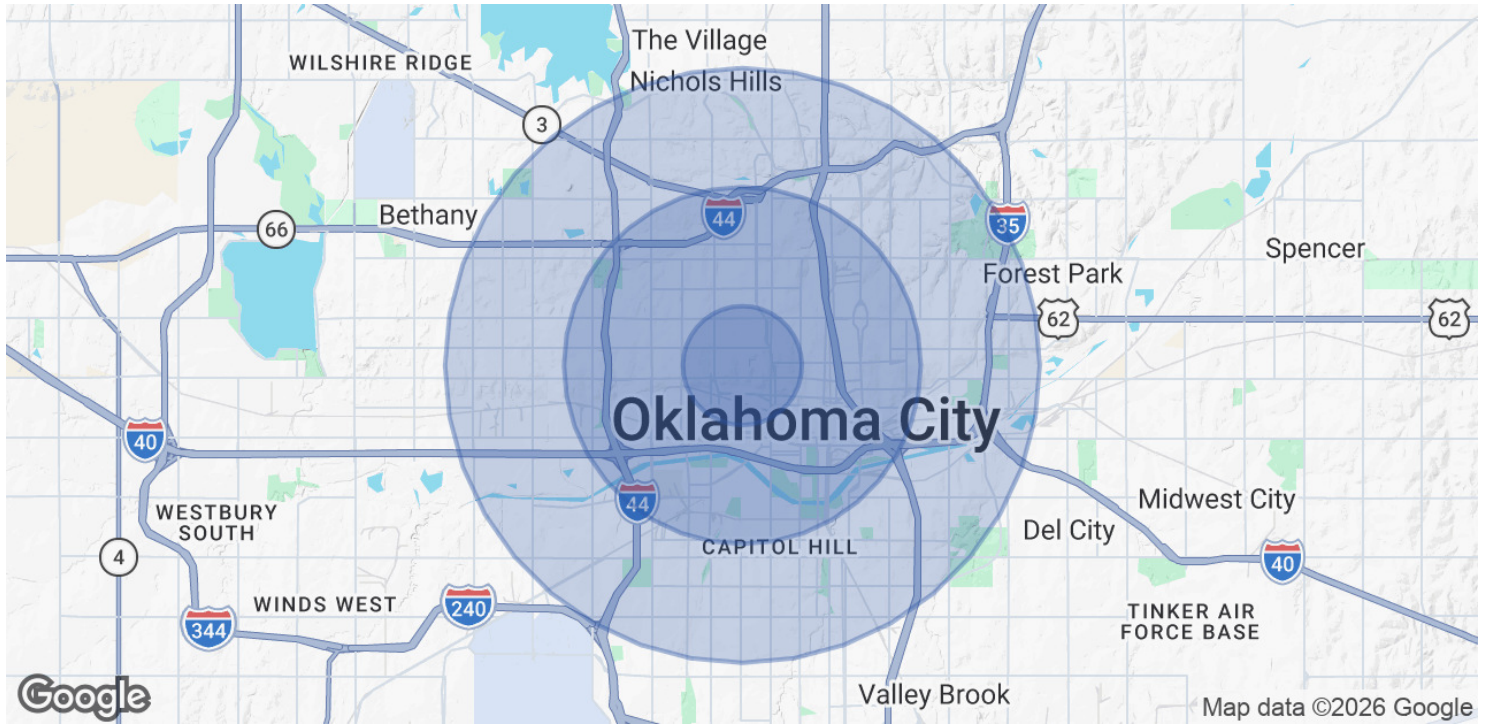 The Village
WILSHIRE RIDGE
Nichols Hills
3
Bethany
66
44
35
Spencer
Forest Park
62
62
Oklahoma City
40
44
Midwest City
WESTBURY
SOUTH
Del City
CAPITOL HILL
4
40
WINDS WEST
240
344
TINKER AIR
FORCE BASE
Valley Brook
Google
Map data ©2026 Google